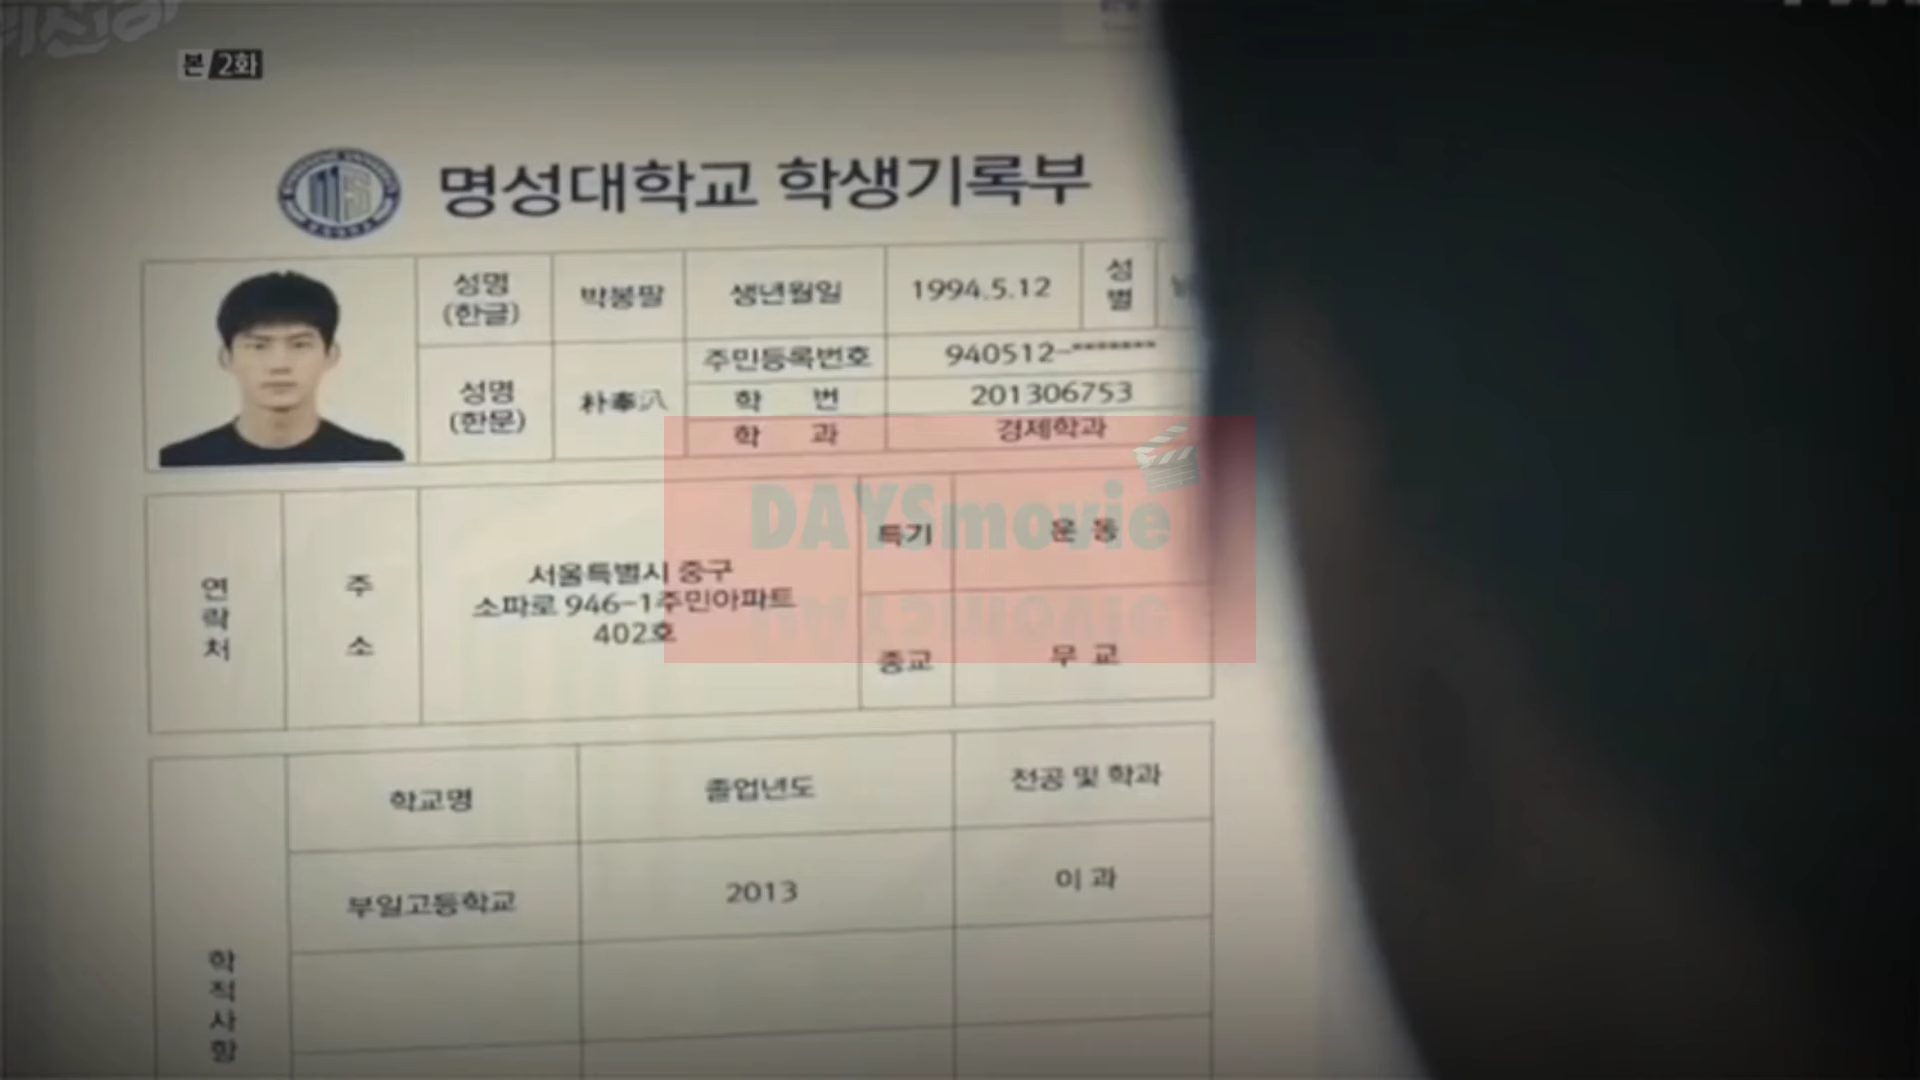 본 2화
명성대학교 학생기록부
성명
(한글)
박봉팔
생년월일
1994.5.12
성
별
성명
(한문)
朴奉八
주민등록번호
940512-*******
학 번
201306753
학 과
경제학과
연
락
처
주
소
서울특별시 중구
소파로 946-1주민아파트
402호
특기
운 동
종교
무 교
DAYSmovie
학교명
졸업년도
전공 및 학과
부일고등학교
2013
이 과
학
적
사
항